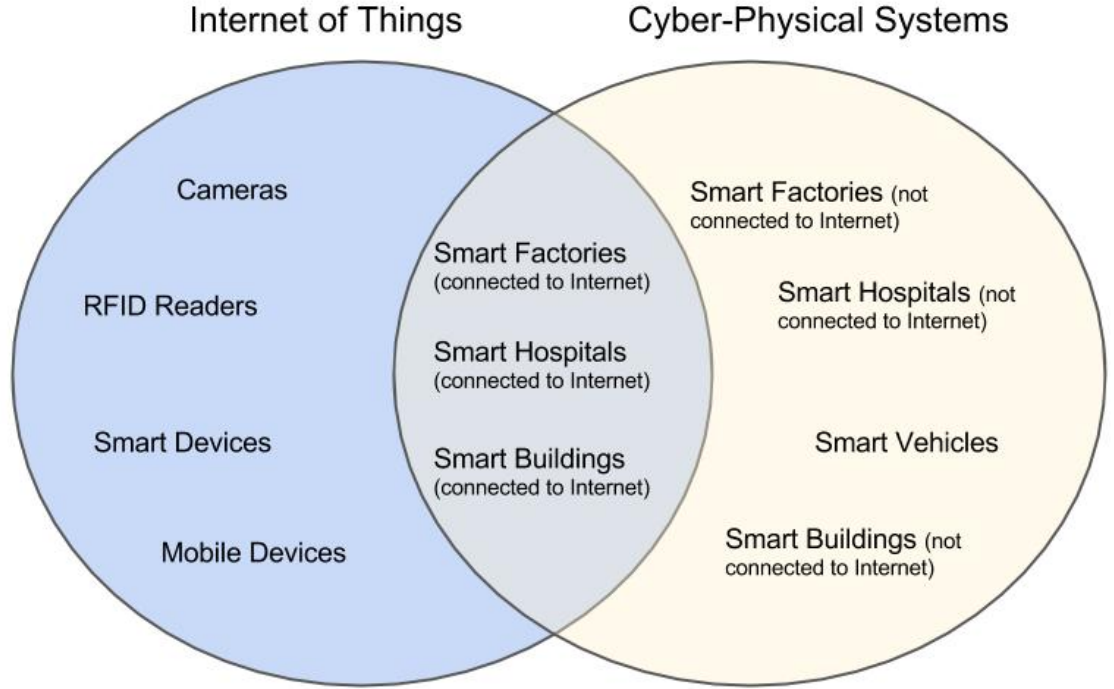 Internet of Things
Cyber-Physical Systems
Cameras
RFID Readers
Smart Devices
Mobile Devices
Smart Factories
(connected to Internet)
Smart Hospitals
(connected to Internet)
Smart Buildings
(connected to Internet)
Smart Factories (not
connected to Internet)
Smart Hospitals (not
connected to Internet)
Smart Vehicles
Smart Buildings (not
connected to Internet)